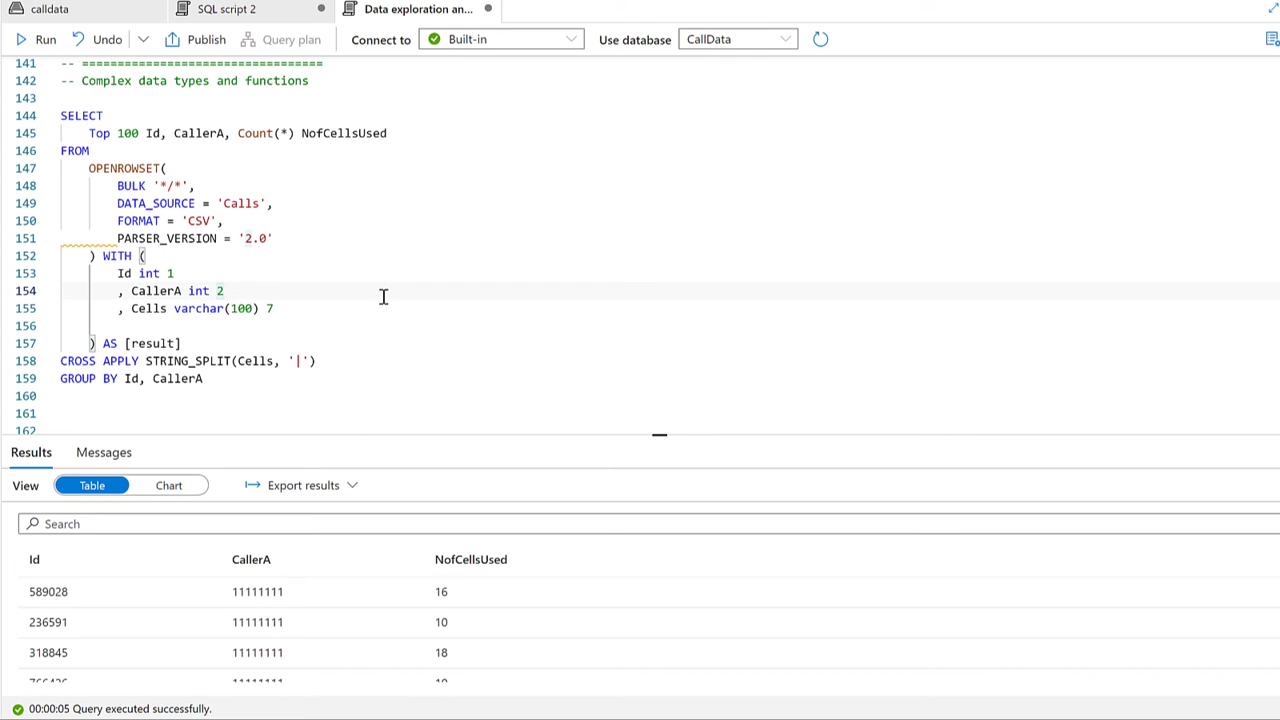 calldata SQL script 2 Data exploration an...
Run Undo Publish Query plan Connect to Built-in Use database CallData
141 -- ==================================
142 -- Complex data types and functions
143
144 SELECT
145 Top 100 Id, CallerA, Count(*) NofCellsUsed
146 FROM
147 OPENROWSET(
148 BULK '*/*',
149 DATA_SOURCE = 'Calls',
150 FORMAT = 'CSV',
151 PARSER_VERSION = '2.0'
152 ) WITH (
153 Id int 1
154 , CallerA int 2
155 , Cells varchar(100) 7
156
157 ) AS [result]
158 CROSS APPLY STRING_SPLIT(Cells, '|')
159 GROUP BY Id, CallerA
160
161
162
Results Messages
View Table Chart Export results
Search
Id CallerA NofCellsUsed
589028 11111111 16
236591 11111111 10
318845 11111111 18
00:00:05 Query executed successfully.